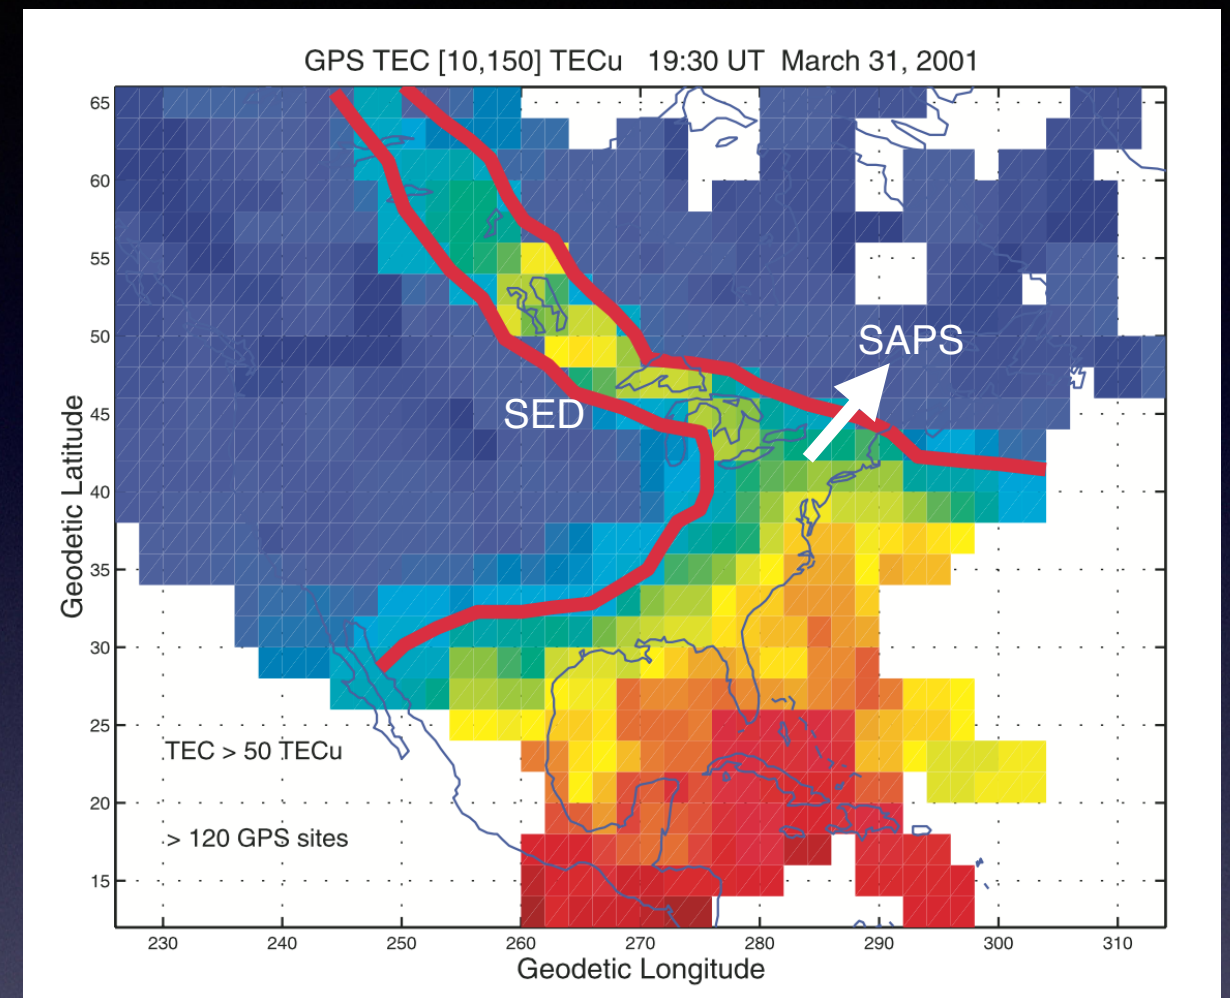 GPS TEC [10,150] TECu 19:30 UT March 31, 2001
65
60
55
50
45
40
35
30
25
20
15
Geodetic Latitude
SAPS
SED
TEC > 50 TECu
> 120 GPS sites
230 240 250 260 270 280 290 300 310
Geodetic Longitude